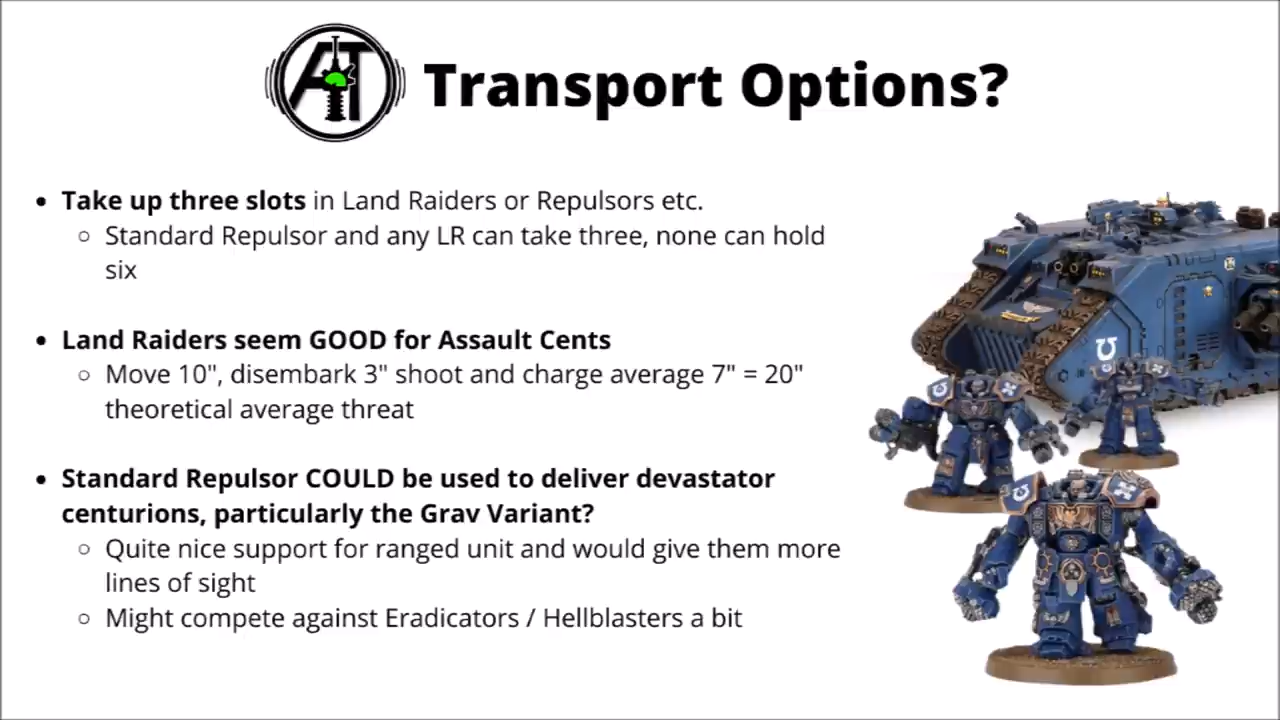 AT Transport Options?
• Take up three slots in Land Raiders or Repulsors etc.
○ Standard Repulsor and any LR can take three, none can hold
six
• Land Raiders seem GOOD for Assault Cents
○ Move 10", disembark 3" shoot and charge average 7" = 20"
theoretical average threat
• Standard Repulsor COULD be used to deliver devastator
centurions, particularly the Grav Variant?
○ Quite nice support for ranged unit and would give them more
lines of sight
○ Might compete against Eradicators / Hellblasters a bit